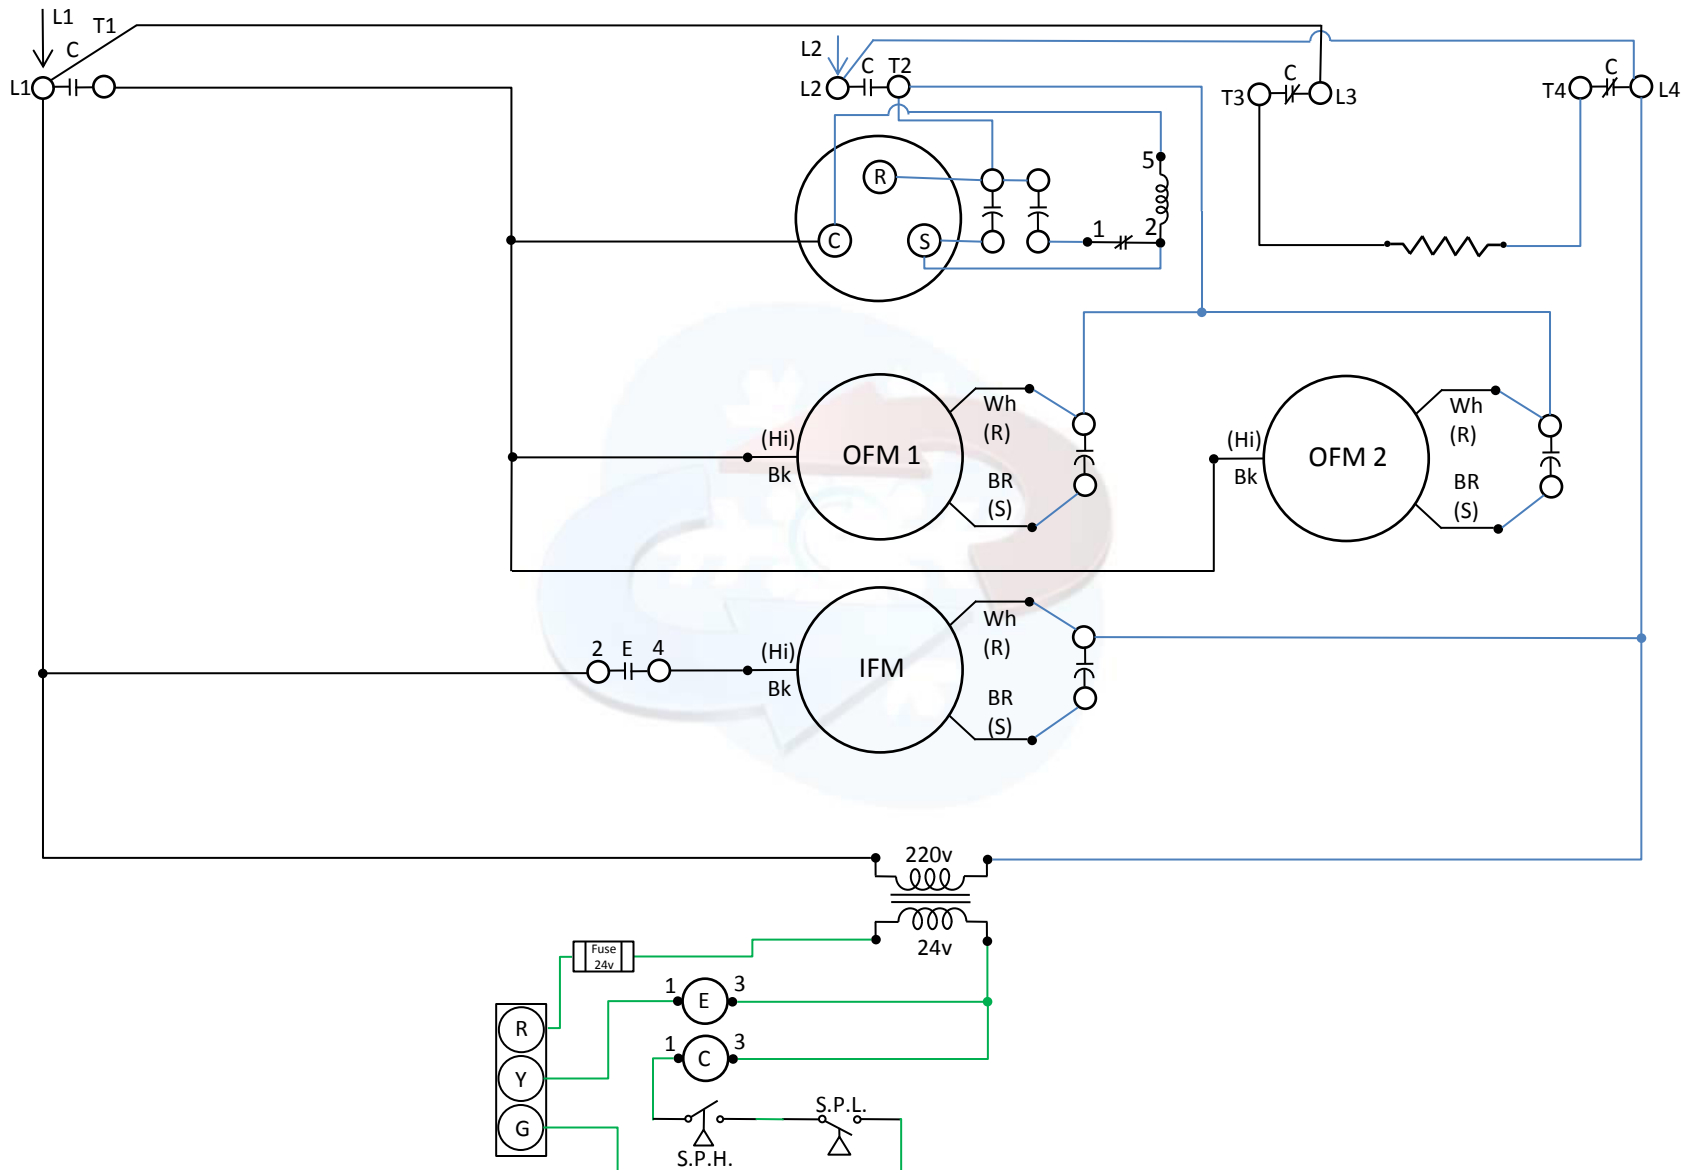 L1
T1
C
L1
L2
C
T2
L2
C
T3
L3
C
T4
L4
R
C
S
5
1
2
(Hi)
Bk
OFM 1
Wh
(R)
BR
(S)
(Hi)
Bk
OFM 2
Wh
(R)
BR
(S)
2
E
4
(Hi)
Bk
IFM
Wh
(R)
BR
(S)
220v
24v
Fuse
24v
1
E
3
1
C
3
R
Y
G
S.P.H.
S.P.L.